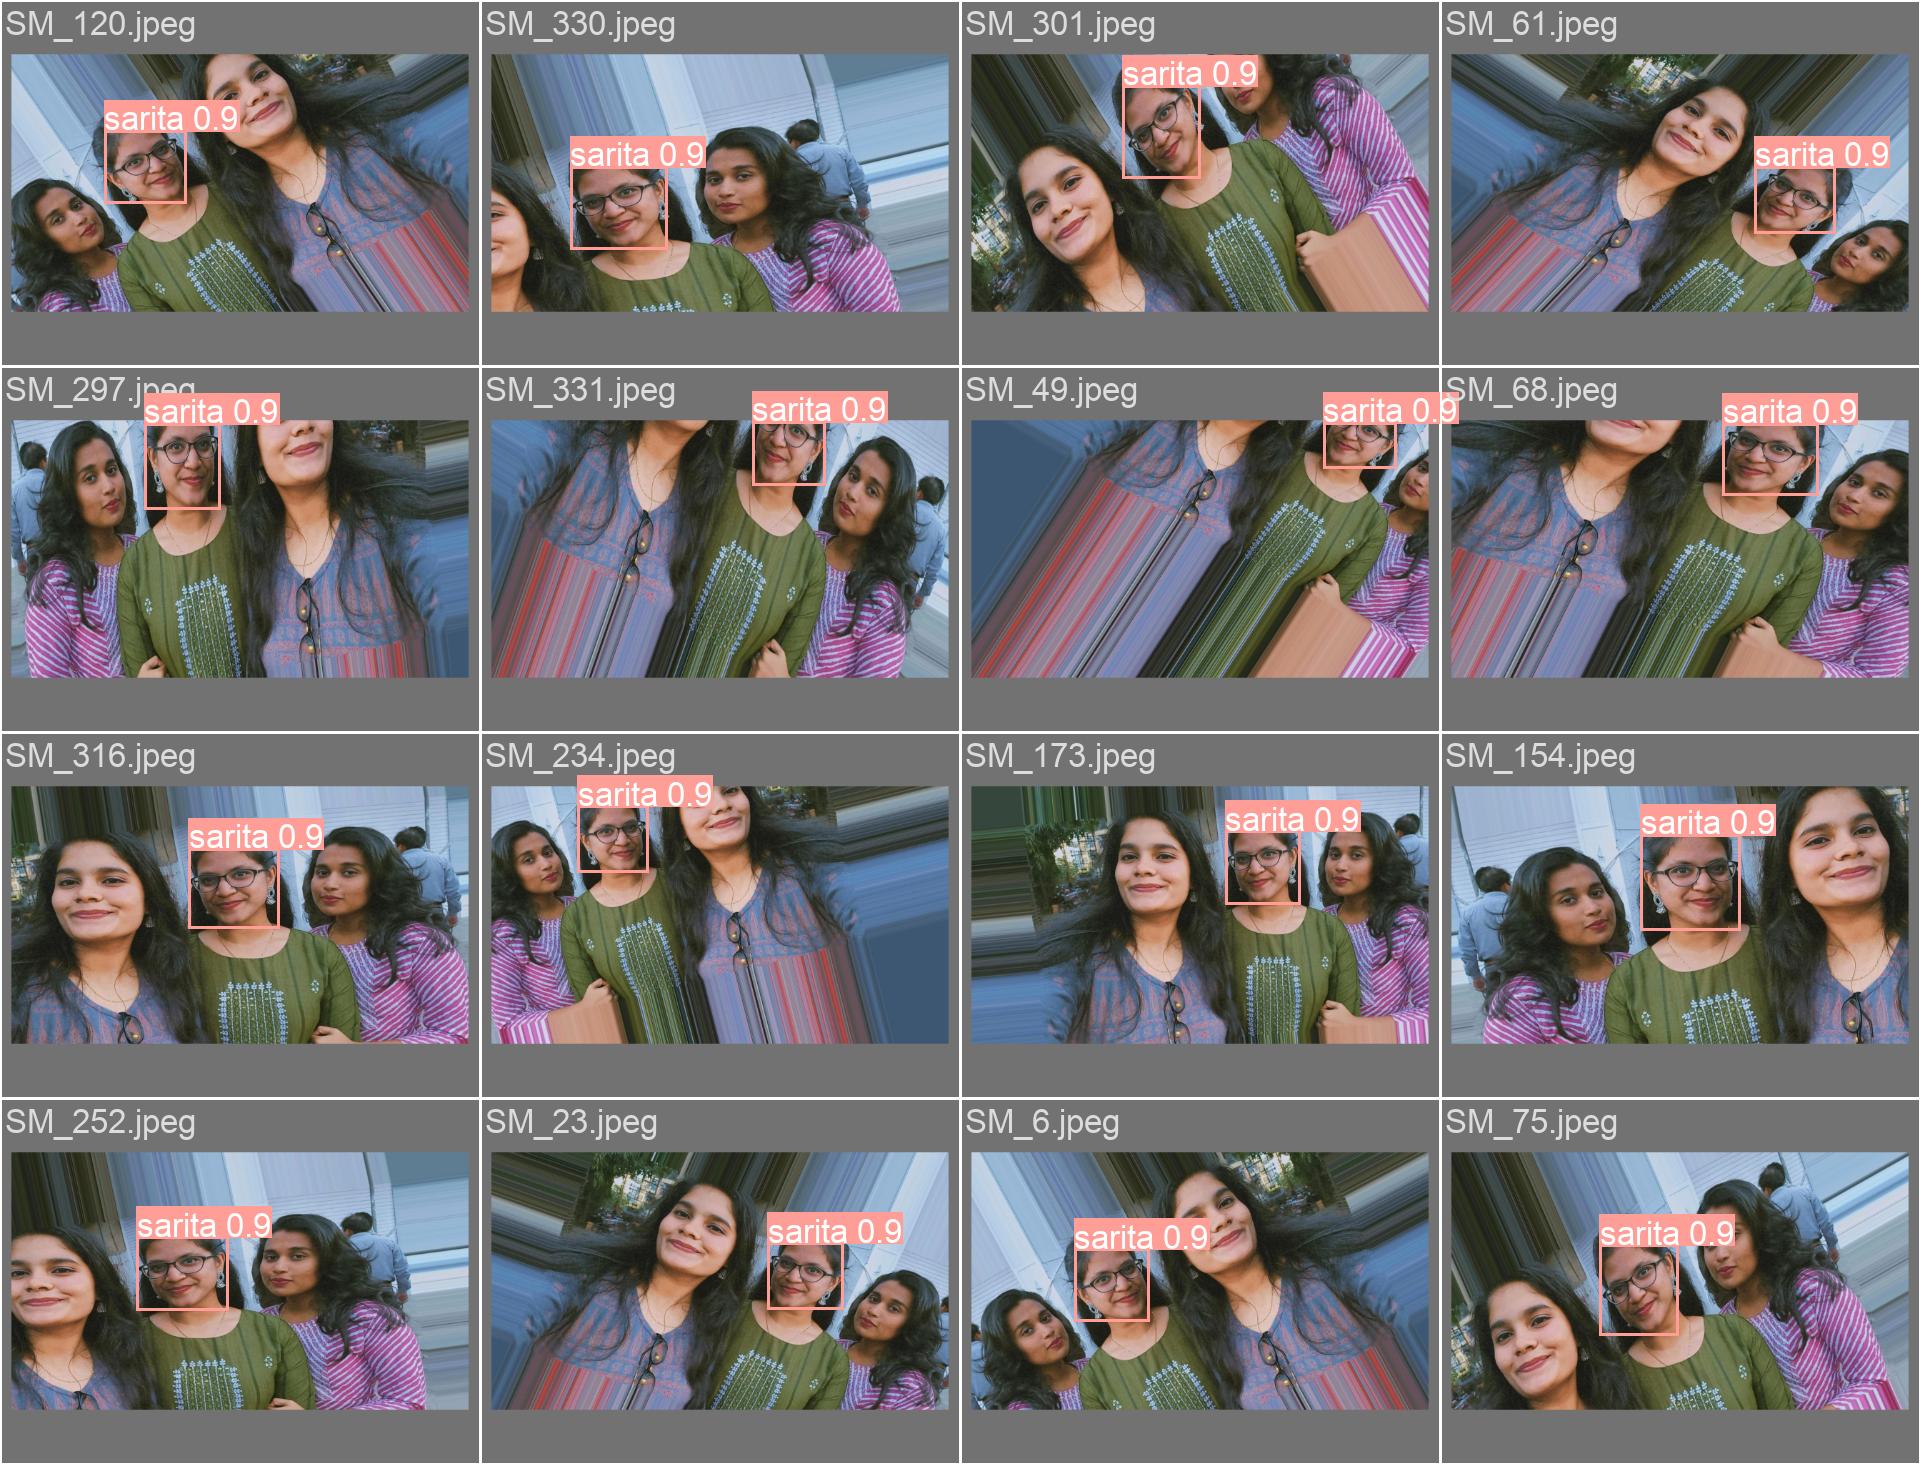 SM_120.jpeg
SM_330.jpeg
SM_301.jpeg
SM_61.jpeg
sarita 0.9
sarita 0.9
sarita 0.9
sarita 0.9
SM_297.jpeg
SM_331.jpeg
SM_49.jpeg
SM_68.jpeg
sarita 0.9
sarita 0.9
sarita 0.9
sarita 0.9
SM_316.jpeg
SM_234.jpeg
SM_173.jpeg
SM_154.jpeg
sarita 0.9
sarita 0.9
sarita 0.9
sarita 0.9
SM_252.jpeg
SM_23.jpeg
SM_6.jpeg
SM_75.jpeg
sarita 0.9
sarita 0.9
sarita 0.9
sarita 0.9